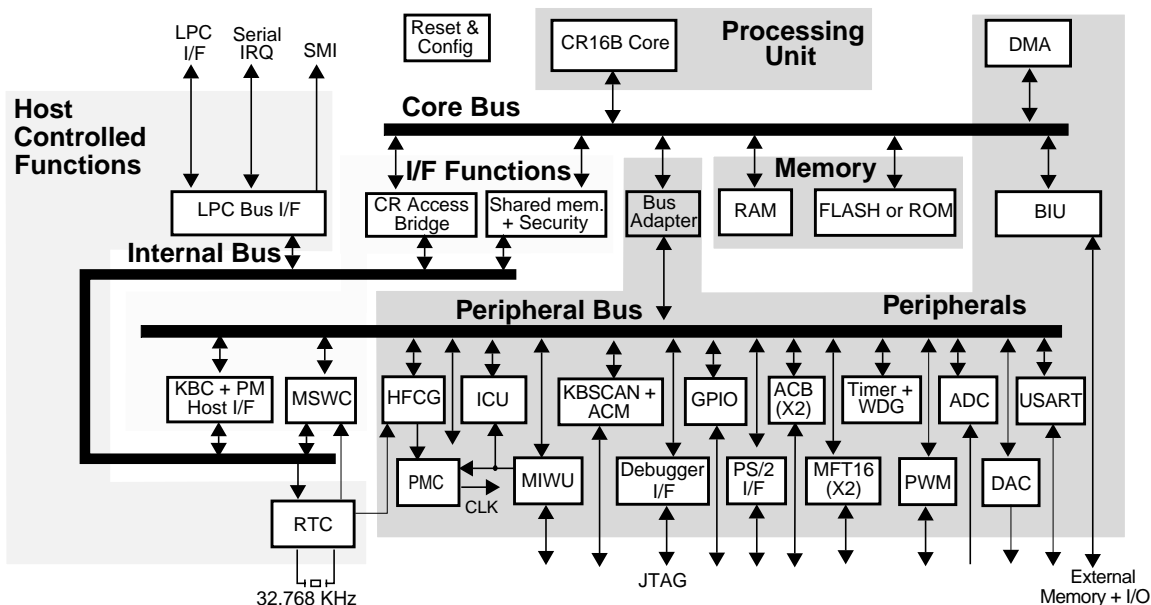 LPC
I/F
Serial
IRQ
SMI
Reset &
Config
CR16B Core
Processing
Unit
DMA
Host
Controlled
Functions
Core Bus
I/F Functions
Memory
LPC Bus I/F
CR Access
Bridge
Shared mem.
+ Security
Bus
Adapter
RAM
FLASH or ROM
BIU
Internal Bus
Peripheral Bus
Peripherals
KBC + PM
Host I/F
MSWC
HFCG
ICU
KBSCAN +
ACM
GPIO
ACB
(X2)
Timer +
WDG
ADC
USART
PMC
CLK
MIWU
Debugger
I/F
PS/2
I/F
MFT16
(X2)
PWM
DAC
RTC
32.768 KHz
JTAG
External
Memory + I/O